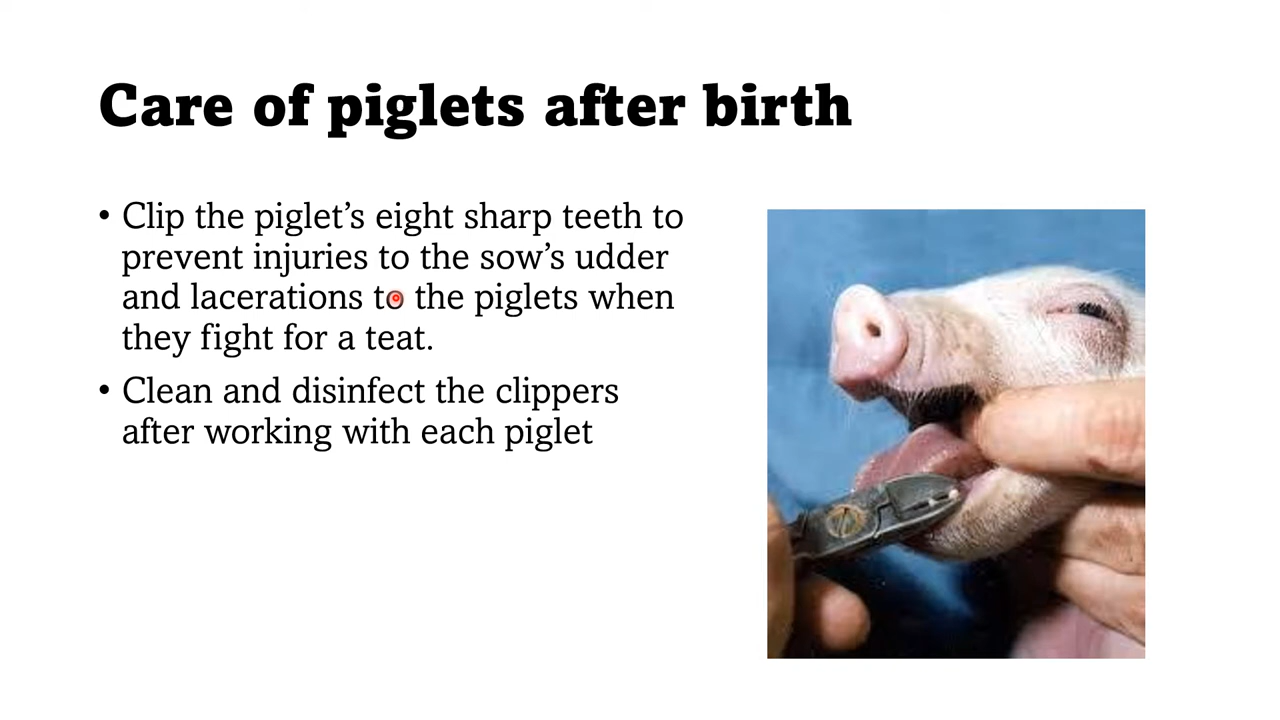 Care of piglets after birth
• Clip the piglet’s eight sharp teeth to
prevent injuries to the sow’s udder
and lacerations to the piglets when
they fight for a teat.
• Clean and disinfect the clippers
after working with each piglet